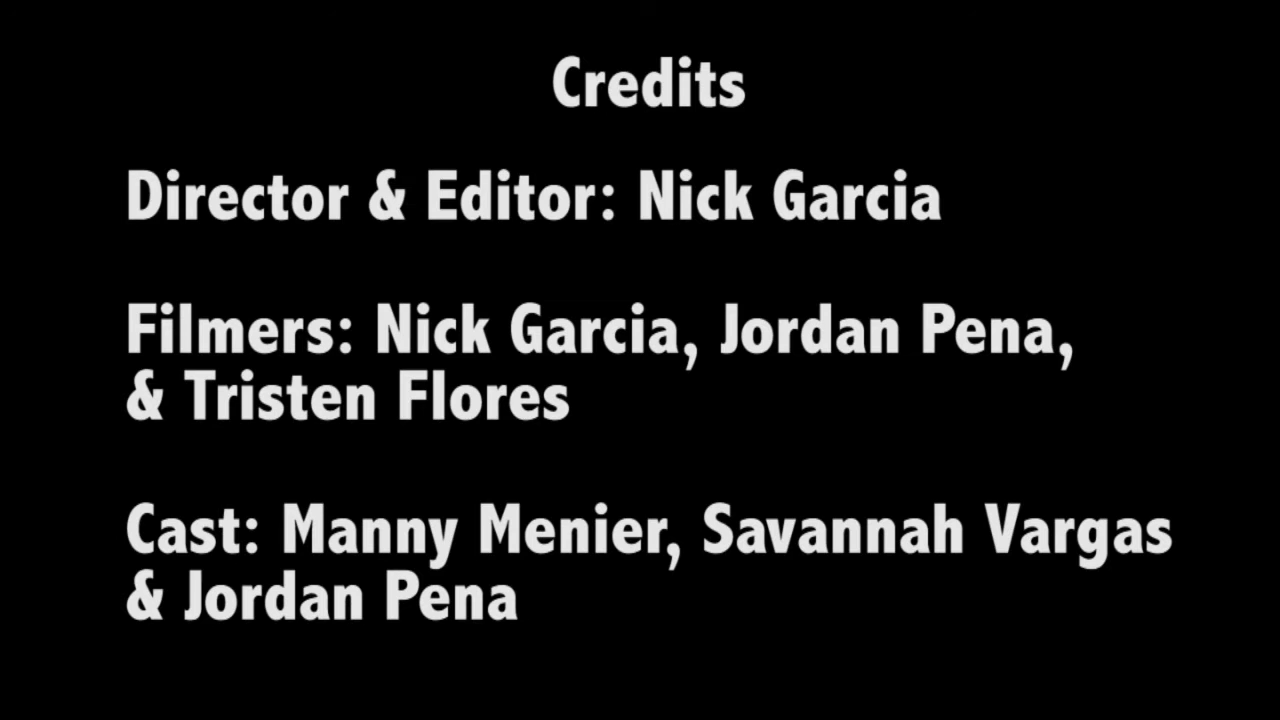 Credits
Director & Editor: Nick Garcia
Filmers: Nick Garcia, Jordan Pena,
& Tristen Flores
Cast: Manny Menier, Savannah Vargas
& Jordan Pena